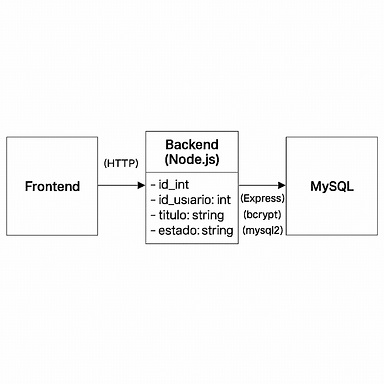 Frontend
(HTTP)
Backend
(Node.js)
- id_int
- id_usıario: int
- titulo: string
- estado: string
(Express)
(bcrypt)
(mysql2)
MySQL